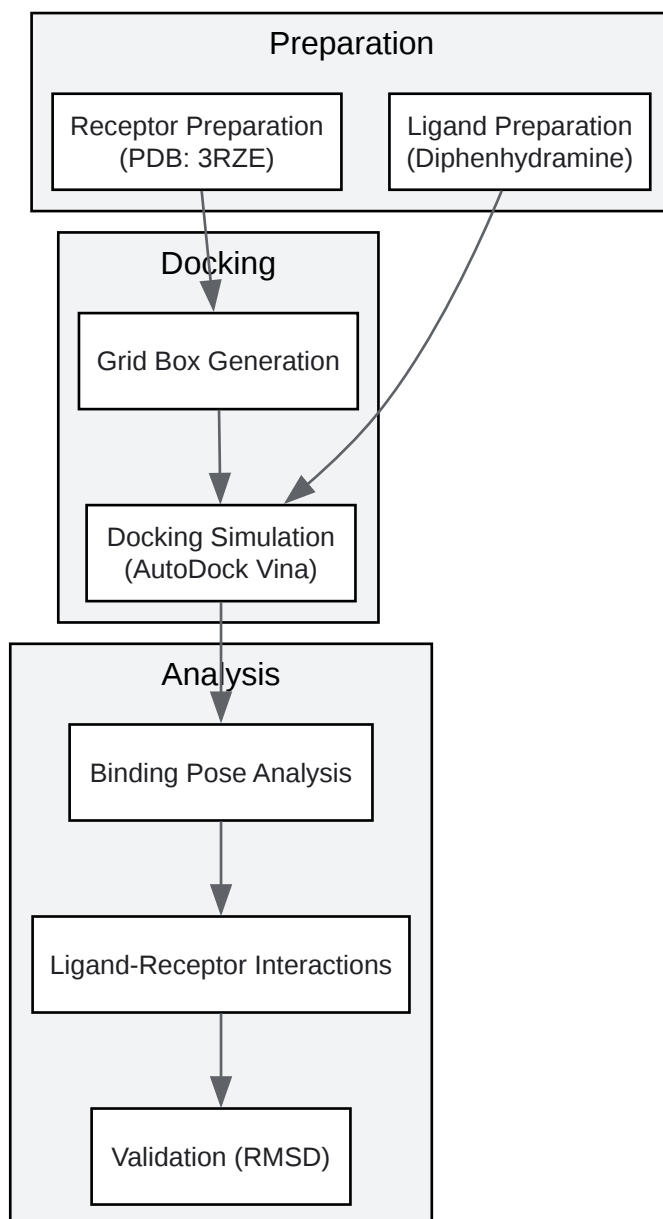 Preparation
Receptor Preparation
(PDB: 3RZE)
Ligand Preparation
(Diphenhydramine)
Docking
Grid Box Generation
Docking Simulation
(AutoDock Vina)
Analysis
Binding Pose Analysis
Ligand-Receptor Interactions
Validation (RMSD)